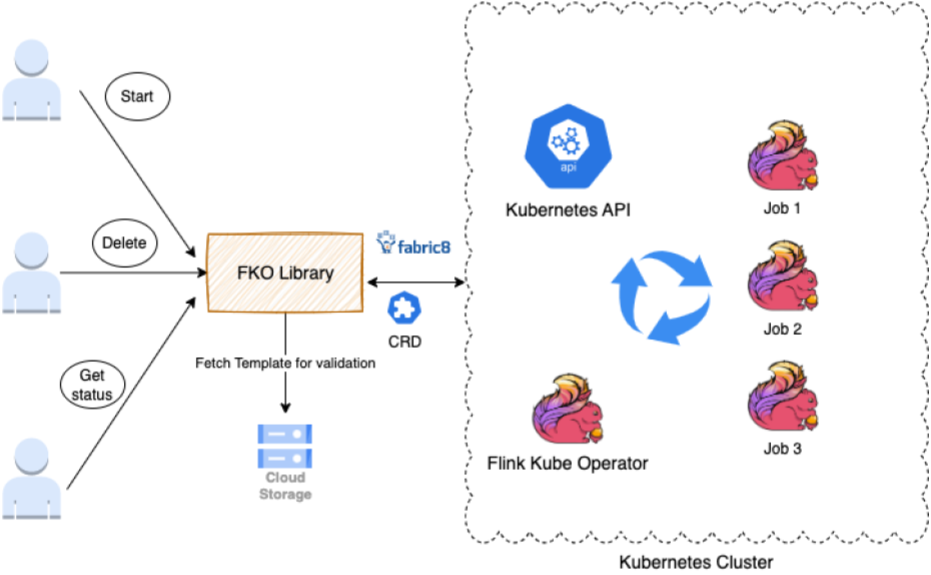 Start
Delete
Get
status
FKO Library
fabric8
CRD
Fetch Template for validation
Cloud
Storage
api
Kubernetes API
Job 1
Job 2
Job 3
Flink Kube Operator
Kubernetes Cluster